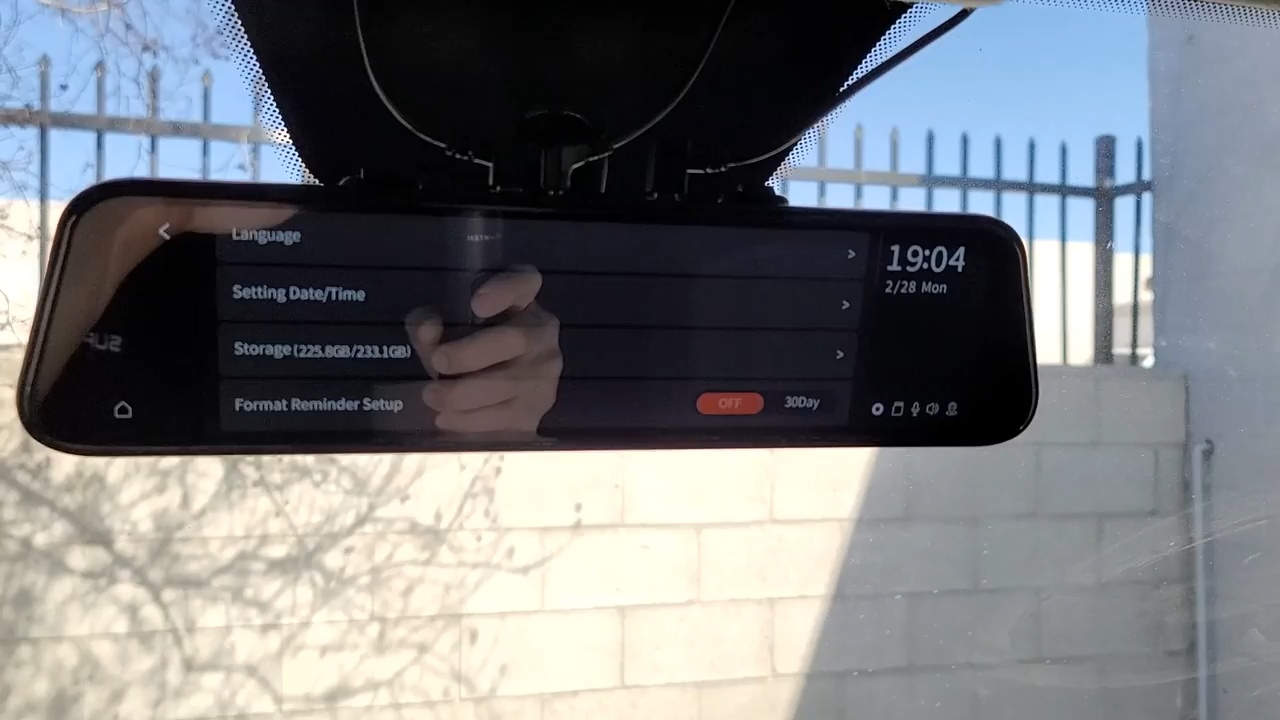 Language
Setting Date/Time
Storage (225.8GB/233.1GB)
Format Reminder Setup OFF 30Day
19:04
2/28 Mon